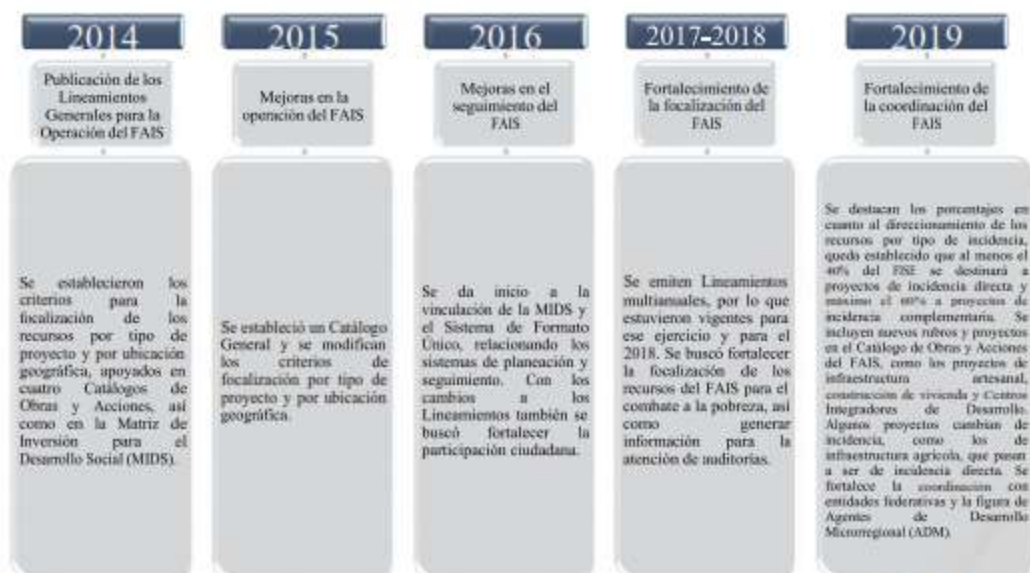 2014
Publicación de los
Lineamientos
Generales para la
Operación del FAIS
Se establecieron los
criterios para la
focalización de los
recursos por tipo de
proyecto y por ubicación
geográfica, apoyados en
cuatro Catálogos de
Obras y Acciones, así
como en la Matriz de
Inversión para el
Desarrollo Social (MIDS).
2015
Mejoras en la
operación del FAIS
Se estableció un Catálogo
General y se modifican
los criterios de
focalización por tipo de
proyecto y por ubicación
geográfica.
2016
Mejoras en el
seguimiento del
FAIS
Se da inicio a la
vinculación de la MIDS y
el Sistema de Formato
Único, relacionando los
sistemas de planeación y
seguimiento. Con los
cambios a los
Lineamientos también se
buscó fortalecer la
participación ciudadana.
2017-2018
Fortalecimiento de
la focalización del
FAIS
Se emiten Lineamientos
multianuales, por lo que
estuvieron vigentes para
ese ejercicio y para el
2018. Se buscó fortalecer
la focalización de los
recursos del FAIS para el
combate a la pobreza, así
como generar
información para la
atención de auditorías.
2019
Fortalecimiento de
la coordinación del
FAIS
Se destacan los porcentajes en
cuanto al direccionamiento de los
recursos por tipo de incidencia,
queda establecido que al menos el
40% del FISE se destinará a
proyectos de incidencia directa y
máximo el 60% a proyectos de
incidencia complementaria. Se
incluyen nuevos rubros y proyectos
en el Catálogo de Obras y Acciones
del FAIS, como los proyectos de
infraestructura artesanal,
construcción de vivienda y Centros
Integradores de Desarrollo.
Algunos proyectos cambian de
incidencia, como los de
infraestructura agrícola, que pasan
a ser de incidencia directa. Se
fortalece la coordinación con
entidades federativas y la figura de
Agentes de Desarrollo
Microrregional (ADM).